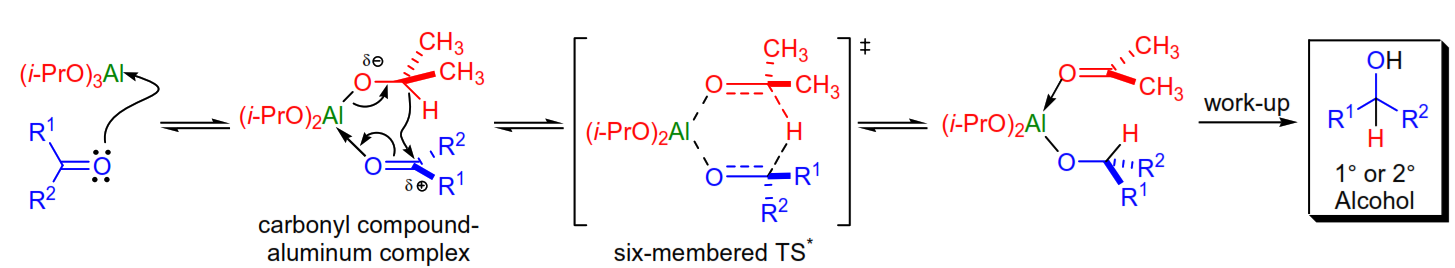 (i-PrO)₃Al
R¹
O
R²
δ⊖
O
CH₃
CH₃
(i-PrO)₂Al
H
O
R²
R¹
δ⊕
carbonyl compound-
aluminum complex
‡
CH₃
O
CH₃
(i-PrO)₂Al
H
O
R¹
R²
six-membered TS*
O
CH₃
CH₃
(i-PrO)₂Al
H
O
R²
R¹
work-up
OH
R¹
R²
H
1° or 2°
Alcohol